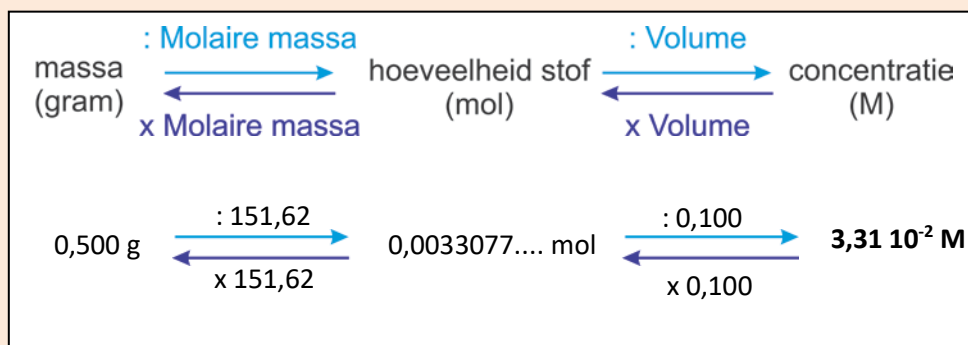 : Molaire massa
: Volume
massa
(gram)
hoeveelheid stof
(mol)
concentratie
(M)
x Molaire massa
x Volume
: 151,62
: 0,100
0,500 g
0,0033077.... mol
3,31 10⁻² M
x 151,62
x 0,100